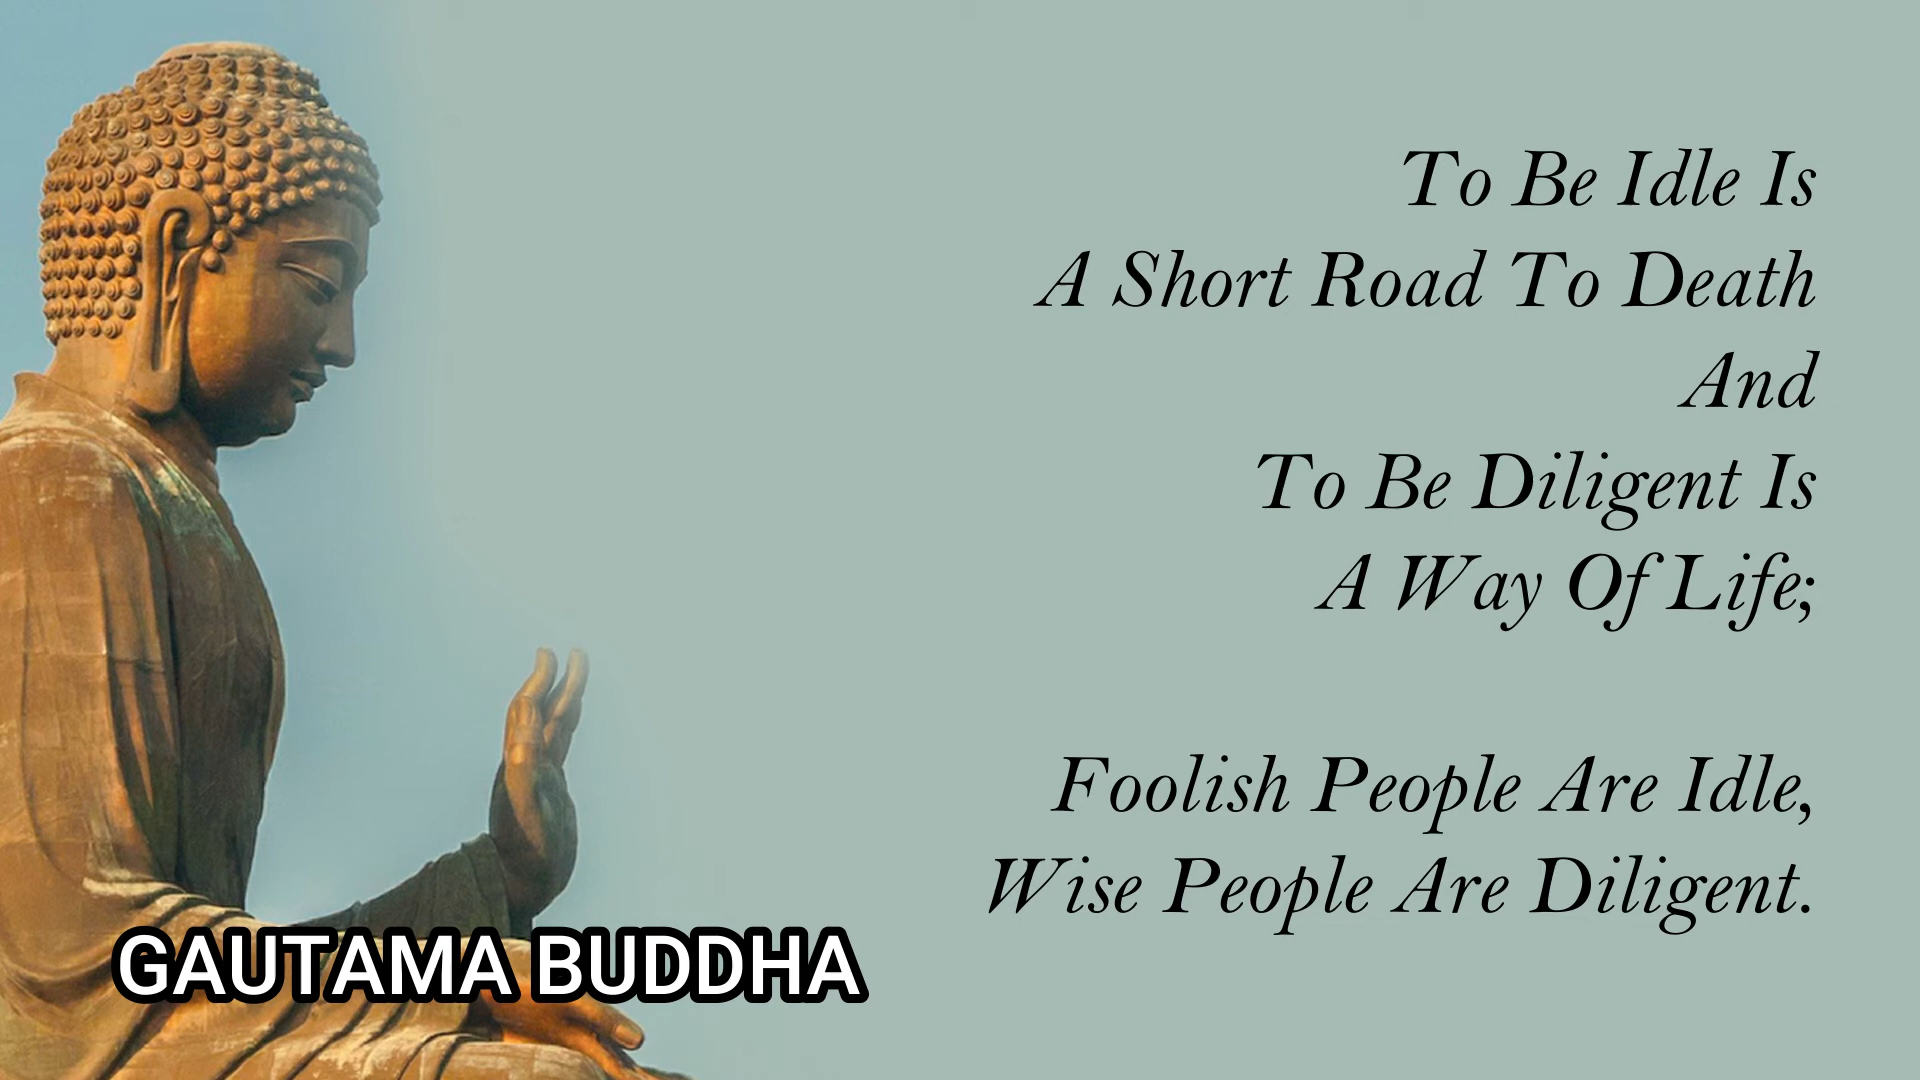 To Be Idle Is
A Short Road To Death
And
To Be Diligent Is
A Way Of Life;
Foolish People Are Idle,
Wise People Are Diligent.
GAUTAMA BUDDHA